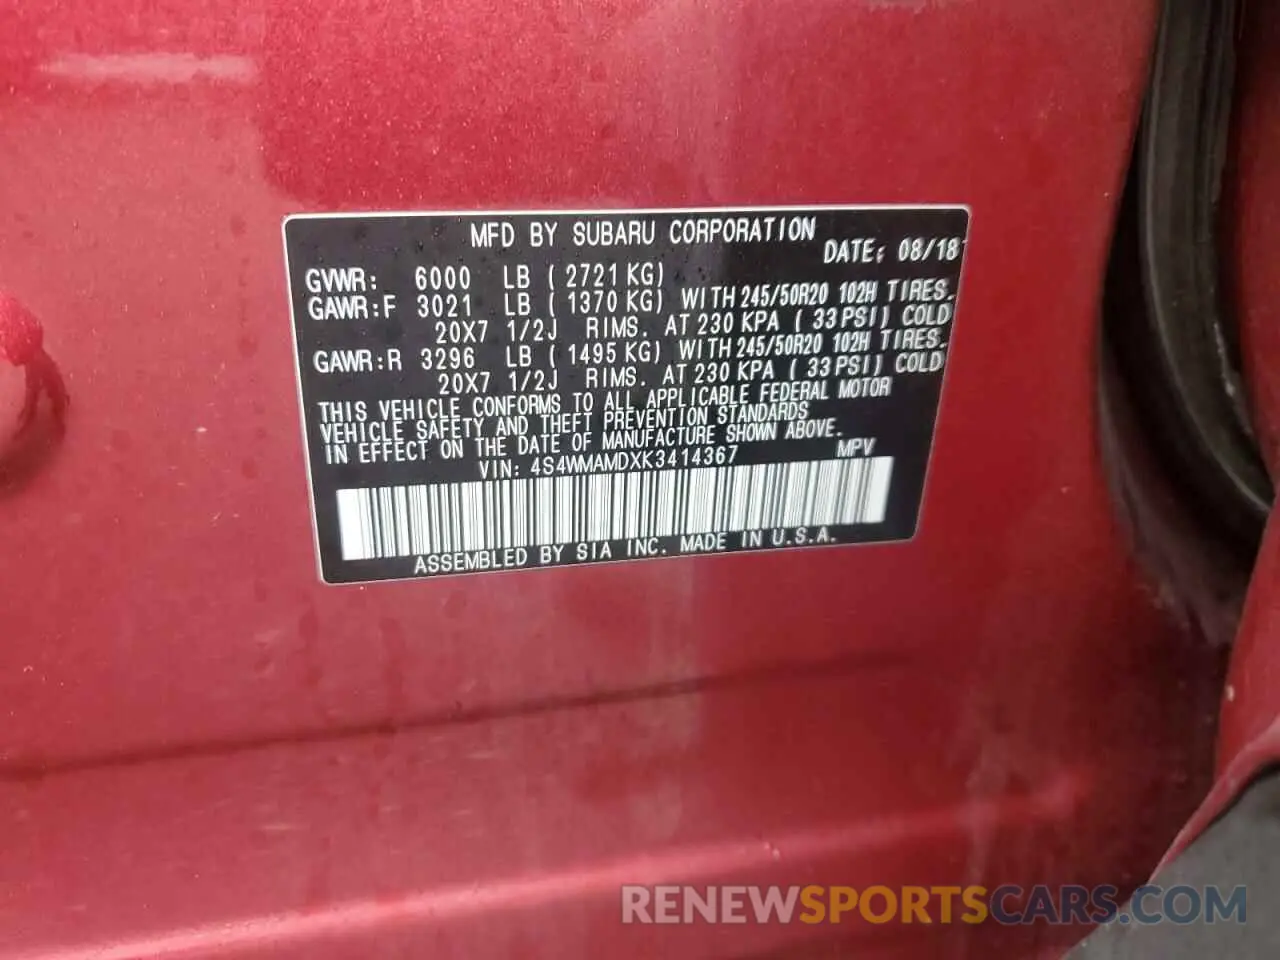 MFD BY SUBARU CORPORATION
DATE: 08/18
GVWR: 6000 LB ( 2721 KG)
GAWR:F 3021 LB ( 1370 KG) WITH 245/50R20 102H TIRES.
20X7 1/2J RIMS. AT 230 KPA ( 33 PSI) COLD
GAWR:R 3296 LB ( 1495 KG) WITH 245/50R20 102H TIRES.
20X7 1/2J RIMS. AT 230 KPA ( 33 PSI) COLD
THIS VEHICLE CONFORMS TO ALL APPLICABLE FEDERAL MOTOR
VEHICLE SAFETY AND THEFT PREVENTION STANDARDS
IN EFFECT ON THE DATE OF MANUFACTURE SHOWN ABOVE.
VIN: 4S4WMAMDXK3414367 MPV
ASSEMBLED BY SIA INC. MADE IN U.S.A.
RENEWSPORTSCARS.COM